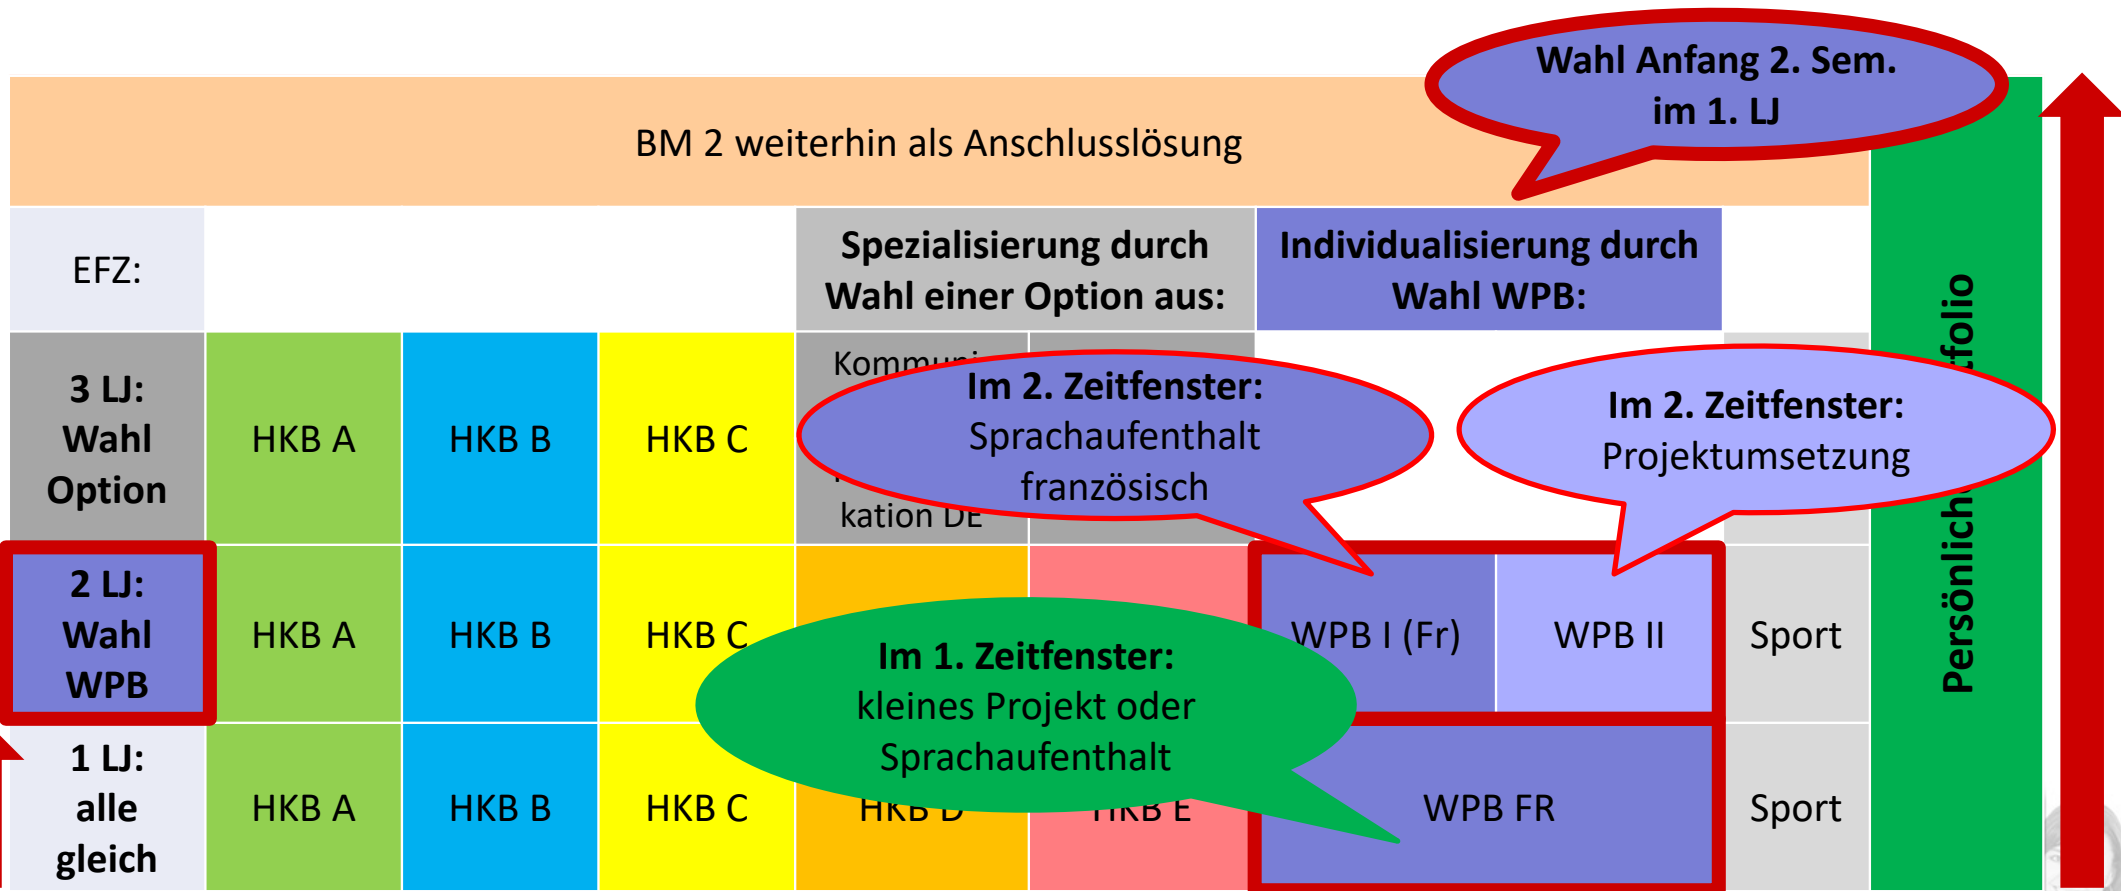 Wahl Anfang 2. Sem.
im 1. LJ
BM 2 weiterhin als Anschlusslösung
EFZ:
Spezialisierung durch
Wahl einer Option aus:
Individualisierung durch
Wahl WPB:
3 LJ:
Wahl
Option
HKB A
HKB B
HKB C
kation DE
Im 2. Zeitfenster:
Sprachaufenthalt
französisch
Im 2. Zeitfenster:
Projektumsetzung
2 LJ:
Wahl
WPB
HKB A
HKB B
HKB C
Im 1. Zeitfenster:
kleines Projekt oder
Sprachaufenthalt
WPB I (Fr)
WPB II
Sport
1 LJ:
alle
gleich
HKB A
HKB B
HKB C
HKB D
HKB E
WPB FR
Sport